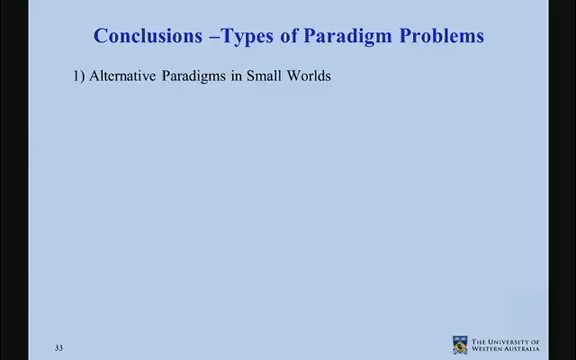 Conclusions –Types of Paradigm Problems
1) Alternative Paradigms in Small Worlds
33
THE UNIVERSITY OF
WESTERN AUSTRALIA